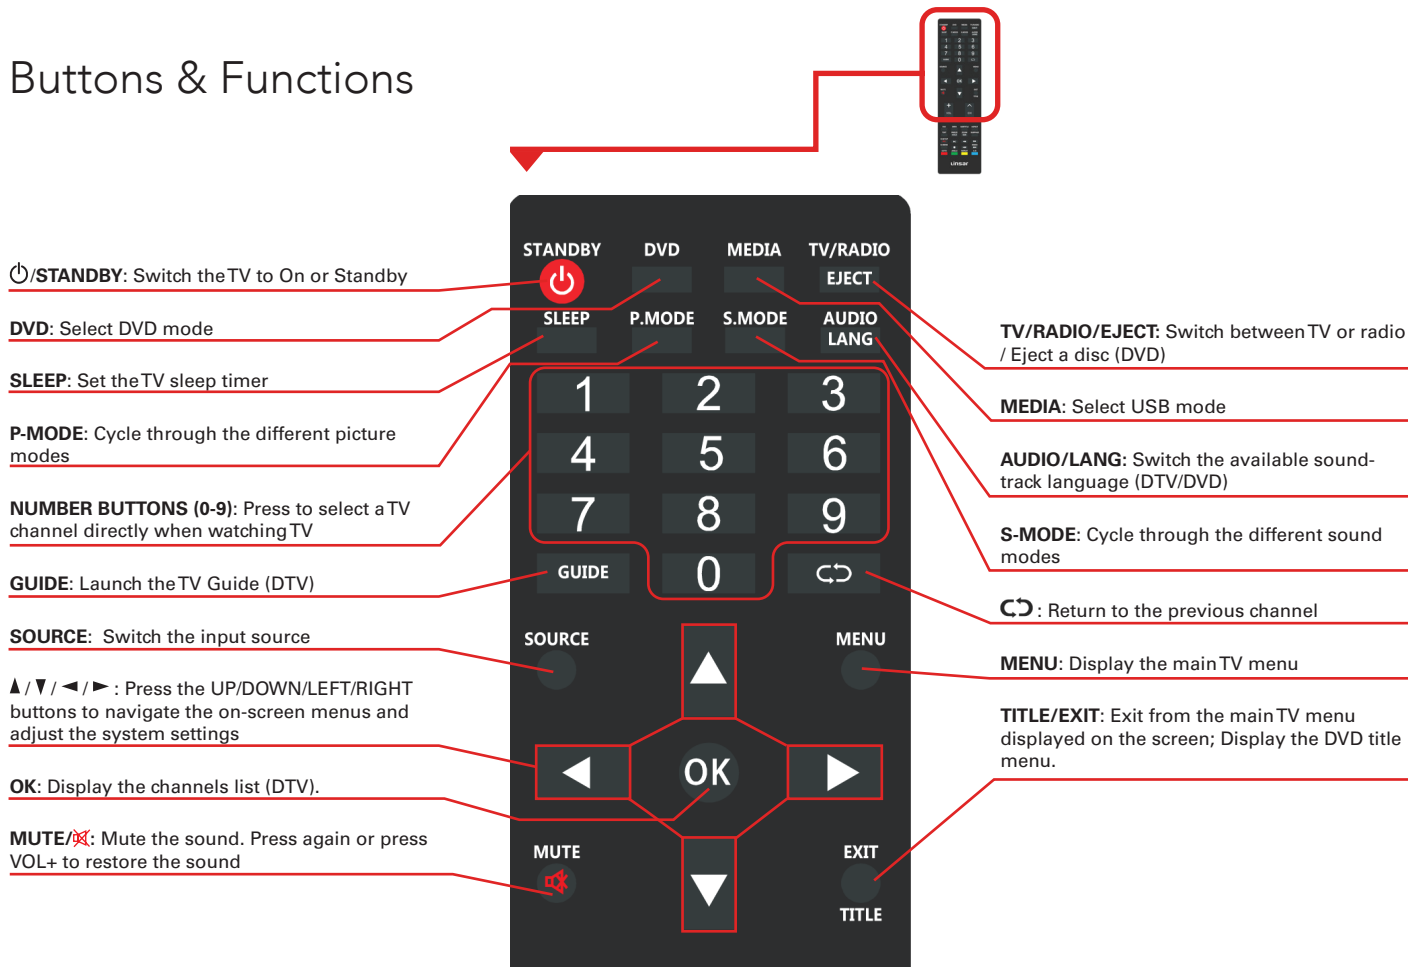 Buttons & Functions
linsar
⏻/STANDBY: Switch the TV to On or Standby
DVD: Select DVD mode
SLEEP: Set the TV sleep timer
P-MODE: Cycle through the different picture
modes
NUMBER BUTTONS (0-9): Press to select a TV
channel directly when watching TV
GUIDE: Launch the TV Guide (DTV)
SOURCE: Switch the input source
▲ / ▼ / ◄ / ► : Press the UP/DOWN/LEFT/RIGHT
buttons to navigate the on-screen menus and
adjust the system settings
OK: Display the channels list (DTV).
MUTE/: Mute the sound. Press again or press
VOL+ to restore the sound
STANDBY DVD MEDIA TV/RADIO
EJECT
SLEEP P.MODE S.MODE AUDIO
LANG
1 2 3
4 5 6
7 8 9
GUIDE 0
SOURCE MENU
OK
MUTE EXIT
TITLE
TV/RADIO/EJECT: Switch between TV or radio
/ Eject a disc (DVD)
MEDIA: Select USB mode
AUDIO/LANG: Switch the available sound-
track language (DTV/DVD)
S-MODE: Cycle through the different sound
modes
: Return to the previous channel
MENU: Display the main TV menu
TITLE/EXIT: Exit from the main TV menu
displayed on the screen; Display the DVD title
menu.